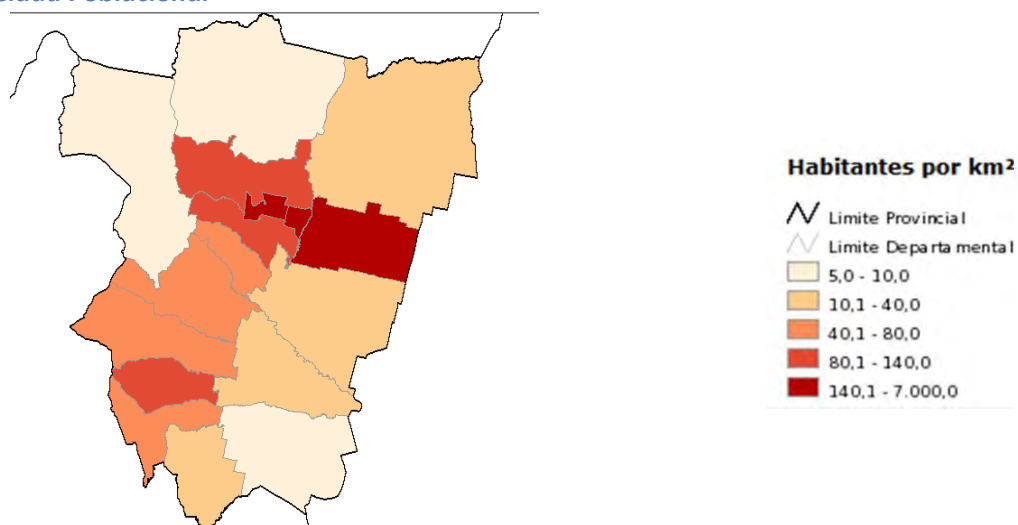 Habitantes por km²
Limite Provincial
Limite Departamental
5,0 - 10,0
10,1 - 40,0
40,1 - 80,0
80,1 - 140,0
140,1 - 7.000,0